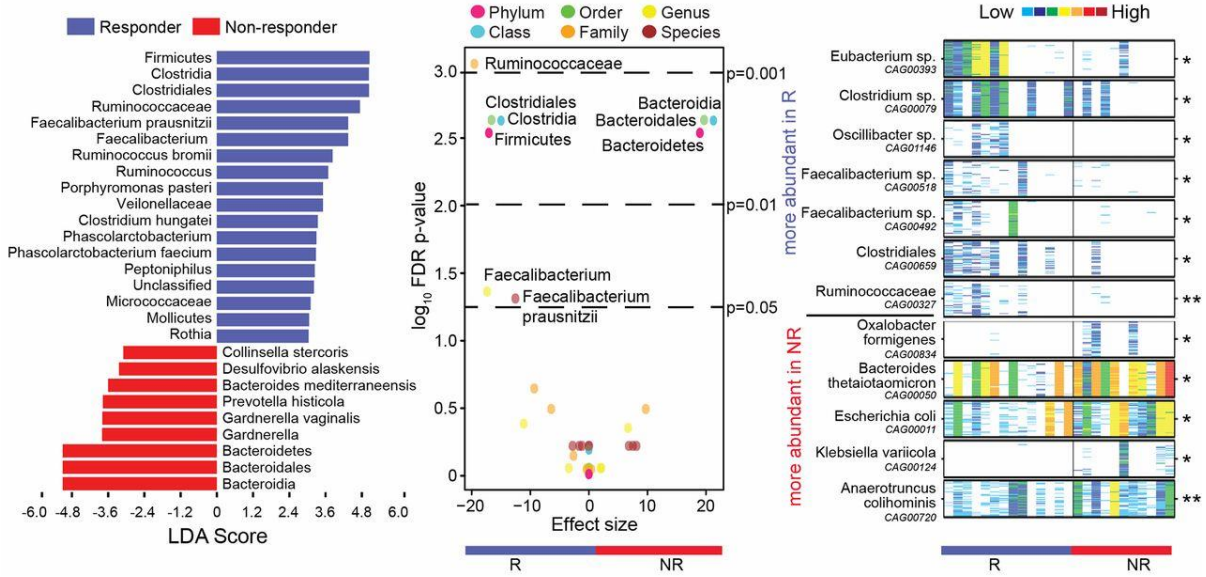 Responder Non-responder
Firmicutes
Clostridia
Clostridiales
Ruminococcaceae
Faecalibacterium prausnitzii
Faecalibacterium
Ruminococcus bromii
Ruminococcus
Porphyromonas pasteri
Veilonellaceae
Clostridium hungatei
Phascolarctobacterium
Phascolarctobacterium faecium
Peptoniphilus
Unclassified
Micrococcaceae
Mollicutes
Rothia
Collinsella stercoris
Desulfovibrio alaskensis
Bacteroides mediterraneensis
Prevotella histicola
Gardnerella vaginalis
Gardnerella
Bacteroidetes
Bacteroidales
Bacteroidia
-6.0 -4.8 -3.6 -2.4 -1.2 0 1.2 2.4 3.6 4.8 6.0
LDA Score
Phylum Order Genus
Class Family Species
log10 FDR p-value
3.0
2.5
2.0
1.5
1.0
0.5
0
Ruminococcaceae
p=0.001
Clostridiales
Clostridia
Firmicutes
Bacteroidia
Bacteroidales
Bacteroidetes
p=0.01
Faecalibacterium
Faecalibacterium
prausnitzii
p=0.05
−20 −10 0 10 20
Effect size
R NR
Low High
more abundant in R
more abundant in NR
Eubacterium sp.
CAG00393
*
Clostridium sp.
CAG00079
*
Oscillibacter sp.
CAG01146
*
Faecalibacterium sp.
CAG00518
*
Faecalibacterium sp.
CAG00492
*
Clostridiales
CAG00659
*
Ruminococcaceae
CAG00327
**
Oxalobacter
formigenes
CAG00834
*
Bacteroides
thetaiotaomicron
CAG00050
*
Escherichia coli
CAG00011
*
Klebsiella variicola
CAG00124
*
Anaerotruncus
colihominis
CAG00720
**
R NR